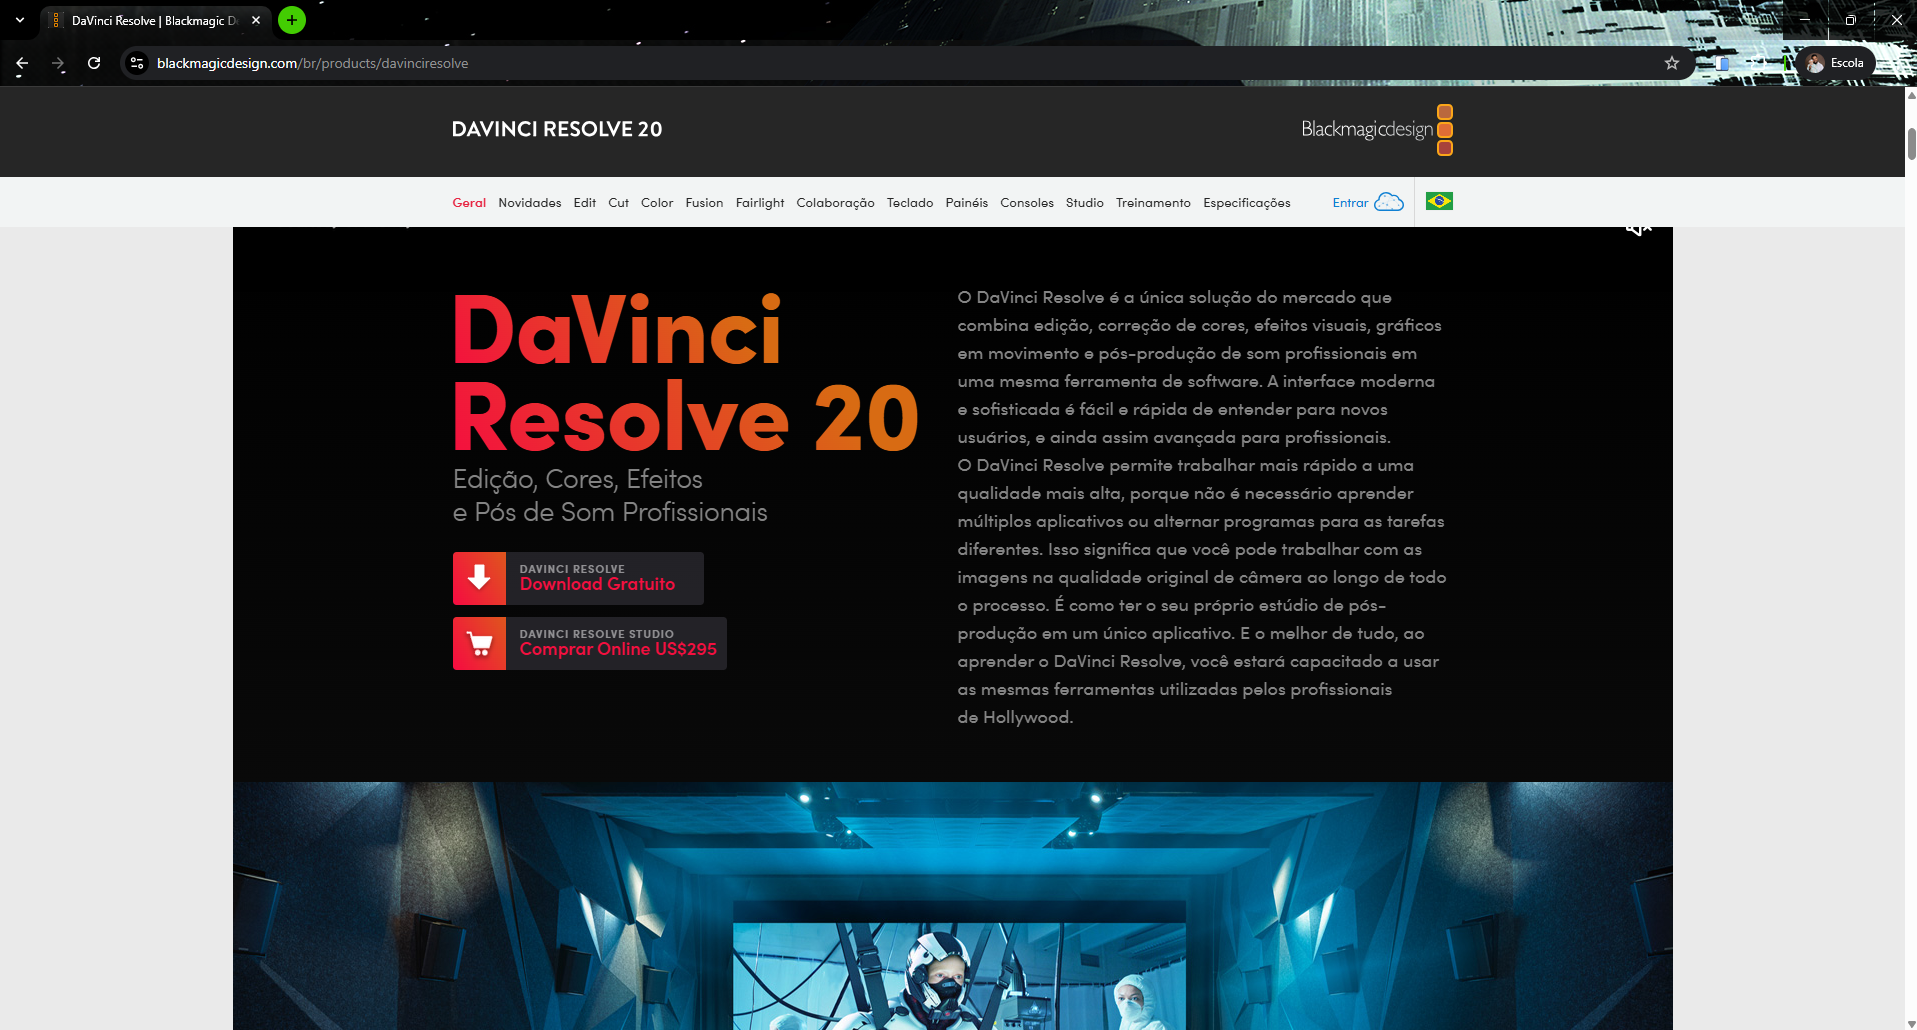 DaVinci Resolve | Blackmagic De
blackmagicdesign.com/br/products/davinciresolve
Escola
DAVINCI RESOLVE 20
Blackmagicdesign
Geral Novidades Edit Cut Color Fusion Fairlight Colaboração Teclado Painéis Consoles Studio Treinamento Especificações Entrar
DaVinci
Resolve 20
Edição, Cores, Efeitos
e Pós de Som Profissionais
DAVINCI RESOLVE
Download Gratuito
DAVINCI RESOLVE STUDIO
Comprar Online US$295
O DaVinci Resolve é a única solução do mercado que
combina edição, correção de cores, efeitos visuais, gráficos
em movimento e pós-produção de som profissionais em
uma mesma ferramenta de software. A interface moderna
e sofisticada é fácil e rápida de entender para novos
usuários, e ainda assim avançada para profissionais.
O DaVinci Resolve permite trabalhar mais rápido a uma
qualidade mais alta, porque não é necessário aprender
múltiplos aplicativos ou alternar programas para as tarefas
diferentes. Isso significa que você pode trabalhar com as
imagens na qualidade original de câmera ao longo de todo
o processo. É como ter o seu próprio estúdio de pós-
produção em um único aplicativo. E o melhor de tudo, ao
aprender o DaVinci Resolve, você estará capacitado a usar
as mesmas ferramentas utilizadas pelos profissionais
de Hollywood.